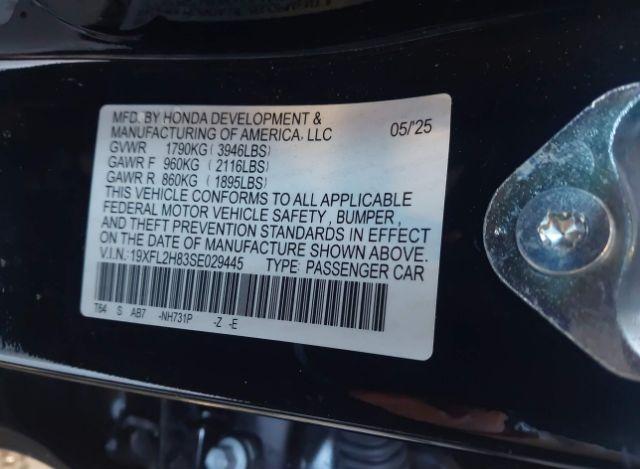 MFD. BY HONDA DEVELOPMENT &
MANUFACTURING OF AMERICA, LLC 05/'25
GVWR 1790KG (3946LBS)
GAWR F 960KG (2116LBS)
GAWR R 860KG (1895LBS)
THIS VEHICLE CONFORMS TO ALL APPLICABLE
FEDERAL MOTOR VEHICLE SAFETY, BUMPER,
AND THEFT PREVENTION STANDARDS IN EFFECT
ON THE DATE OF MANUFACTURE SHOWN ABOVE.
V.I.N.: 19XFL2H83SE029445 TYPE: PASSENGER CAR
T64 S AB7 -NH731P -Z -E